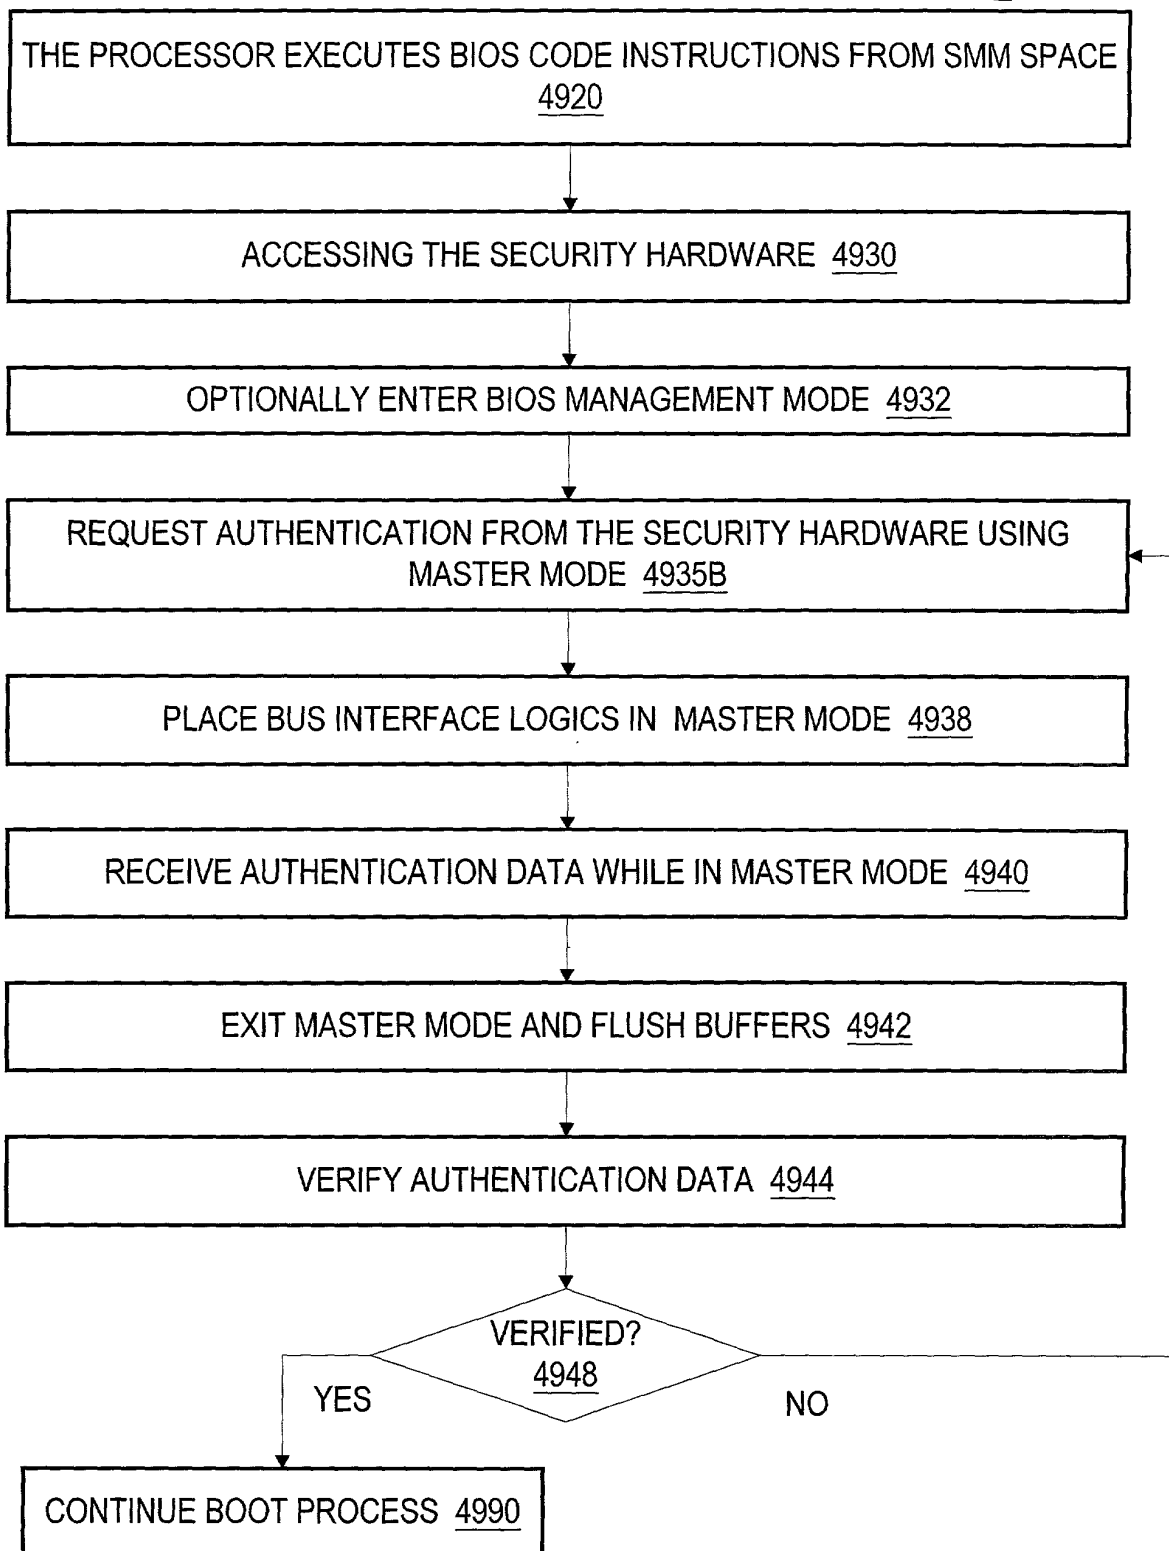 THE PROCESSOR EXECUTES BIOS CODE INSTRUCTIONS FROM SMM SPACE
4920
ACCESSING THE SECURITY HARDWARE 4930
OPTIONALLY ENTER BIOS MANAGEMENT MODE 4932
REQUEST AUTHENTICATION FROM THE SECURITY HARDWARE USING
MASTER MODE 4935B
PLACE BUS INTERFACE LOGICS IN MASTER MODE 4938
RECEIVE AUTHENTICATION DATA WHILE IN MASTER MODE 4940
EXIT MASTER MODE AND FLUSH BUFFERS 4942
VERIFY AUTHENTICATION DATA 4944
VERIFIED?
4948
YES
NO
CONTINUE BOOT PROCESS 4990